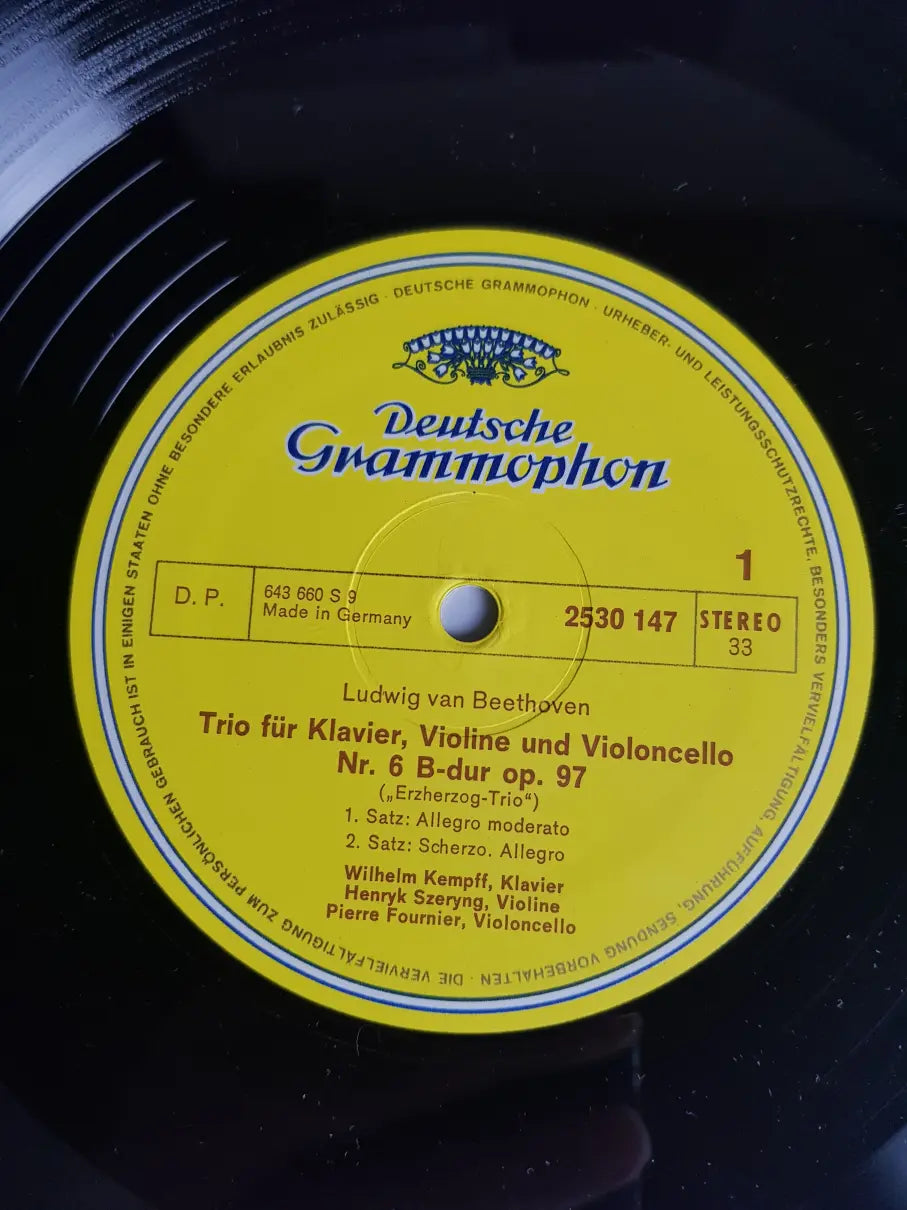 DIE VERVIELFÄLTIGUNG ZUM PERSÖNLICHEN GEBRAUCH IST IN EINIGEN STAATEN OHNE BESONDERE ERLAUBNIS ZULÄSSIG · DEUTSCHE GRAMMOPHON · URHEBER- UND LEISTUNGSSCHUTZRECHTE, BESONDERS VERVIELFÄLTIGUNG, AUFFÜHRUNG, SENDUNG VORBEHALTEN ·
Deutsche
Grammophon
1
D. P.
643 660 S 9
Made in Germany
2530 147
STEREO
33
Ludwig van Beethoven
Trio für Klavier, Violine und Violoncello
Nr. 6 B-dur op. 97
(„Erzherzog-Trio“)
1. Satz: Allegro moderato
2. Satz: Scherzo. Allegro
Wilhelm Kempff, Klavier
Henryk Szeryng, Violine
Pierre Fournier, Violoncello